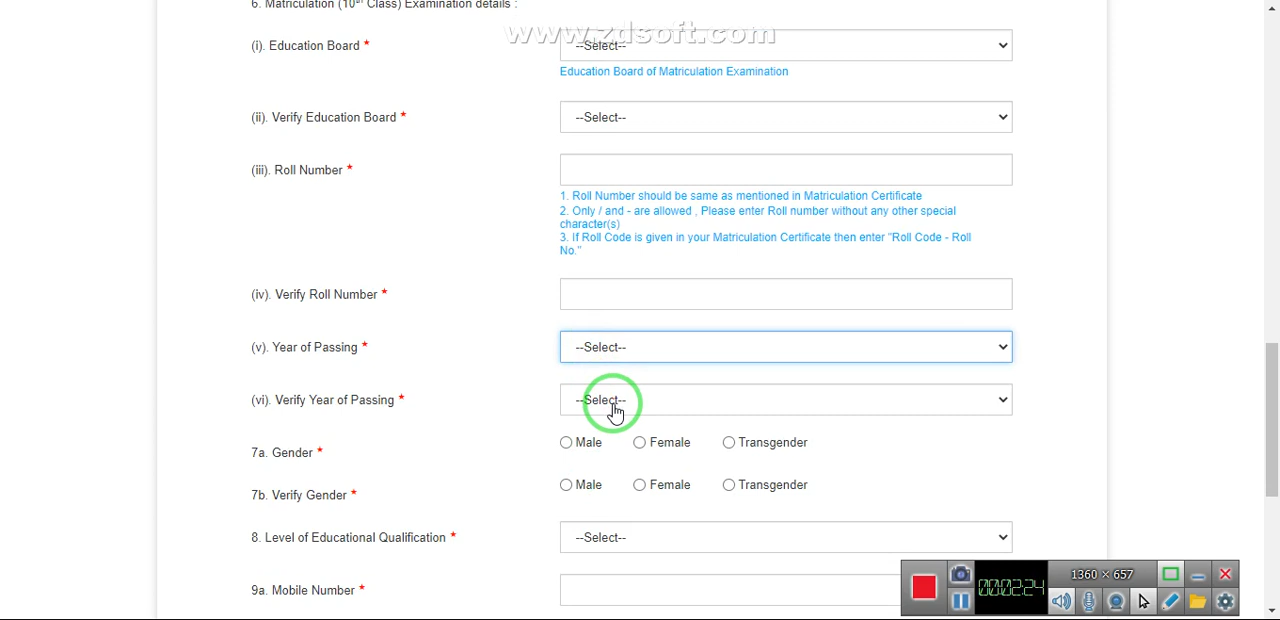 6. Matriculation (10th Class) Examination details :
www.zdsoft.com
(i). Education Board *
--Select--
Education Board of Matriculation Examination
(ii). Verify Education Board *
--Select--
(iii). Roll Number *
1. Roll Number should be same as mentioned in Matriculation Certificate
2. Only / and - are allowed , Please enter Roll number without any other special
character(s)
3. If Roll Code is given in your Matriculation Certificate then enter "Roll Code - Roll
No."
(iv). Verify Roll Number *
(v). Year of Passing *
--Select--
(vi). Verify Year of Passing *
--Select--
7a. Gender *
Male Female Transgender
7b. Verify Gender *
Male Female Transgender
8. Level of Educational Qualification *
--Select--
9a. Mobile Number *
1360 × 657
00:02:24